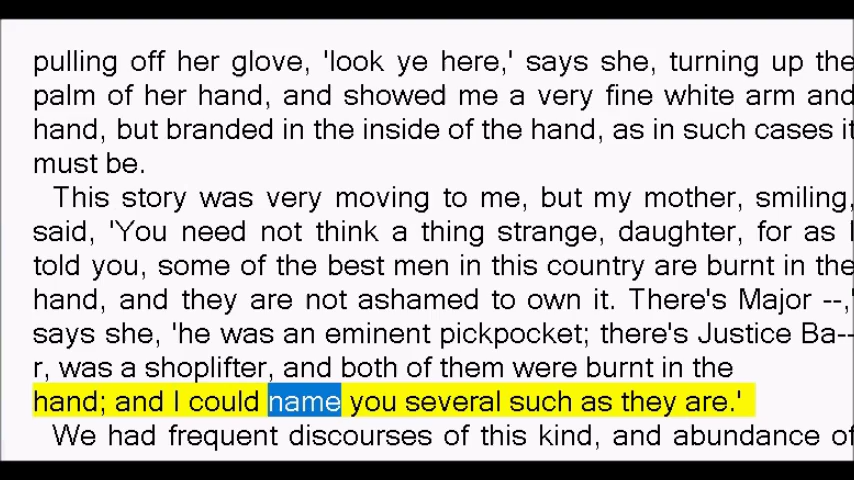 pulling off her glove, 'look ye here,' says she, turning up the
palm of her hand, and showed me a very fine white arm and
hand, but branded in the inside of the hand, as in such cases it
must be.
This story was very moving to me, but my mother, smiling,
said, 'You need not think a thing strange, daughter, for as I
told you, some of the best men in this country are burnt in the
hand, and they are not ashamed to own it. There's Major --,'
says she, 'he was an eminent pickpocket; there's Justice Ba--
r, was a shoplifter, and both of them were burnt in the
hand; and I could name you several such as they are.'
We had frequent discourses of this kind, and abundance of